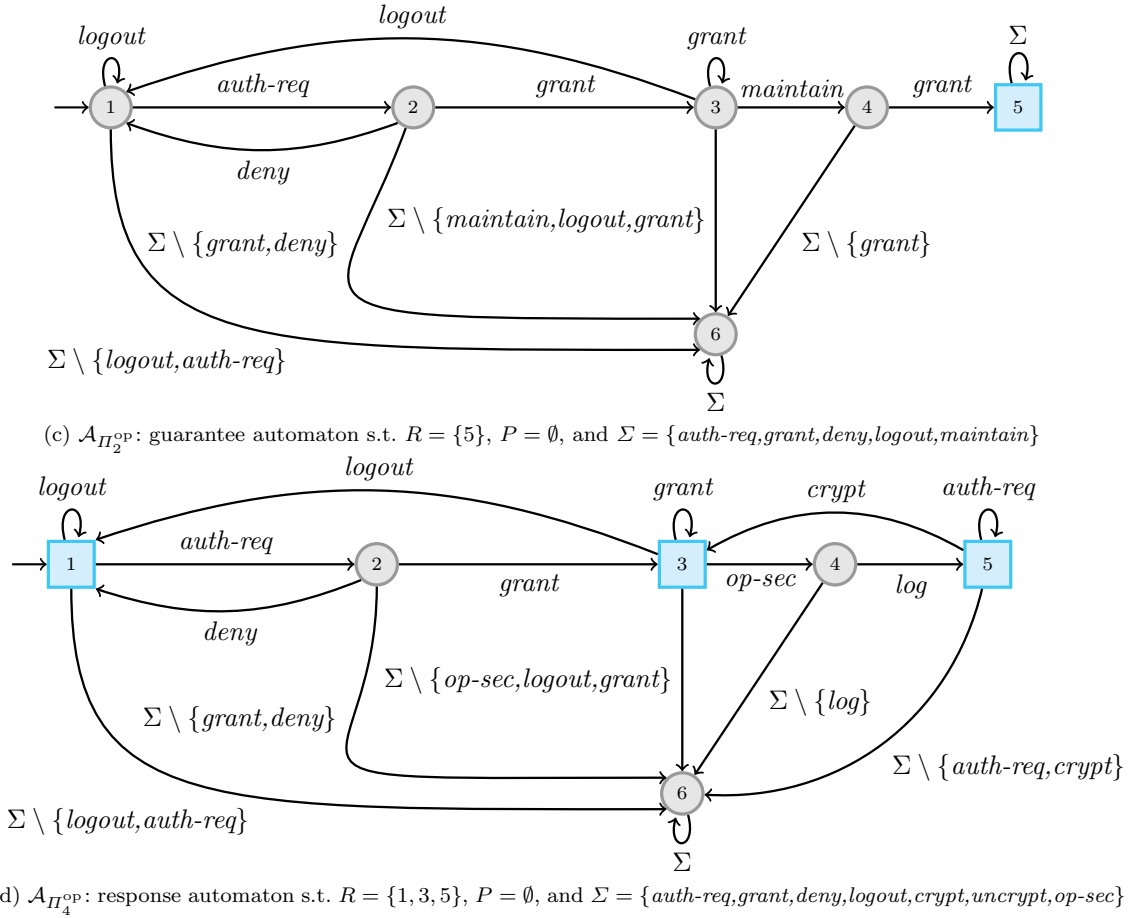 logout
logout
grant
Σ
auth-req
grant
maintain
grant
1
2
3
4
5
deny
Σ \ {grant,deny}
Σ \ {maintain,logout,grant}
Σ \ {grant}
6
Σ \ {logout,auth-req}
Σ
(c) 𝒜_{Π_2^{op}}: guarantee automaton s.t. R = {5}, P = ∅, and Σ = {auth-req,grant,deny,logout,maintain}
logout
logout
grant
crypt
auth-req
auth-req
1
2
3
4
5
grant
op-sec
log
deny
Σ \ {op-sec,logout,grant}
Σ \ {grant,deny}
Σ \ {log}
Σ \ {auth-req,crypt}
6
Σ \ {logout,auth-req}
Σ
d) 𝒜_{Π_4^{op}}: response automaton s.t. R = {1, 3, 5}, P = ∅, and Σ = {auth-req,grant,deny,logout,crypt,uncrypt,op-sec}